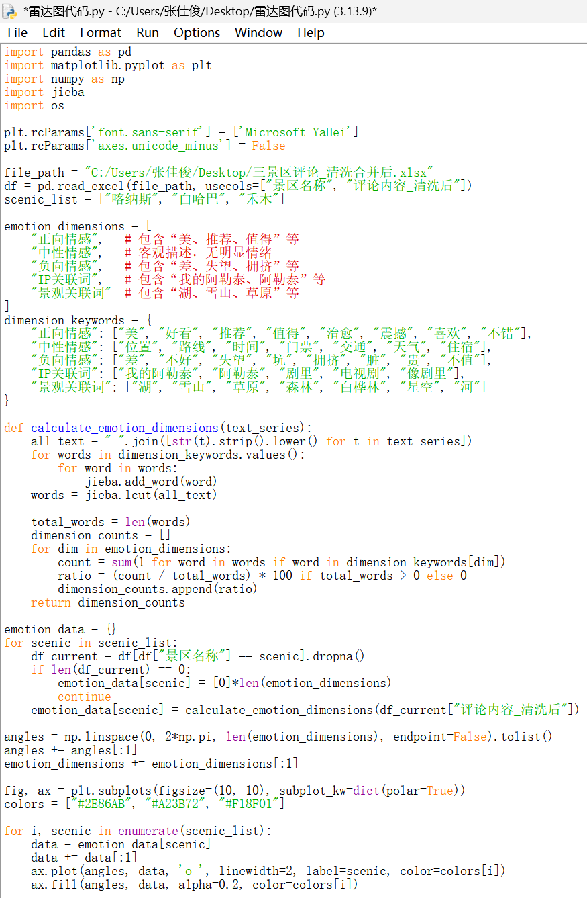 *雷达图代码.py - C:/Users/张仕俊/Desktop/雷达图代码.py (3.13.9)*
File Edit Format Run Options Window Help
import pandas as pd
import matplotlib.pyplot as plt
import numpy as np
import jieba
import os

plt.rcParams['font.sans-serif'] = ['Microsoft YaHei']
plt.rcParams['axes.unicode_minus'] = False

file_path = "C:/Users/张仕俊/Desktop/三景区评论_清洗合并后.xlsx"
df = pd.read_excel(file_path, usecols=["景区名称", "评论内容_清洗后"])
scenic_list = ["喀纳斯", "白哈巴", "禾木"]

emotion_dimensions = [
    "正向情感",   # 包含“美、推荐、值得”等
    "中性情感",   # 客观描述，无明显情绪
    "负向情感",   # 包含“差、失望、拥挤”等
    "IP关联词",   # 包含“我的阿勒泰、阿勒泰”等
    "景观关联词"  # 包含“湖、雪山、草原”等
]
dimension_keywords = {
    "正向情感": ["美", "好看", "推荐", "值得", "治愈", "震撼", "喜欢", "不错"],
    "中性情感": ["位置", "路线", "时间", "门票", "交通", "天气", "住宿"],
    "负向情感": ["差", "不好", "失望", "坑", "拥挤", "脏", "贵", "不值"],
    "IP关联词": ["我的阿勒泰", "阿勒泰", "剧里", "电视剧", "像剧里"],
    "景观关联词": ["湖", "雪山", "草原", "森林", "白桦林", "星空", "河"]
}

def calculate_emotion_dimensions(text_series):
    all_text = " ".join([str(t).strip().lower() for t in text_series])
    for words in dimension_keywords.values():
        for word in words:
            jieba.add_word(word)
    words = jieba.lcut(all_text)

    total_words = len(words)
    dimension_counts = []
    for dim in emotion_dimensions:
        count = sum(1 for word in words if word in dimension_keywords[dim])
        ratio = (count / total_words) * 100 if total_words > 0 else 0
        dimension_counts.append(ratio)
    return dimension_counts

emotion_data = {}
for scenic in scenic_list:
    df_current = df[df["景区名称"] == scenic].dropna()
    if len(df_current) == 0:
        emotion_data[scenic] = [0]*len(emotion_dimensions)
        continue
    emotion_data[scenic] = calculate_emotion_dimensions(df_current["评论内容_清洗后"])

angles = np.linspace(0, 2*np.pi, len(emotion_dimensions), endpoint=False).tolist()
angles += angles[:1]
emotion_dimensions += emotion_dimensions[:1]

fig, ax = plt.subplots(figsize=(10, 10), subplot_kw=dict(polar=True))
colors = ["#2E86AB", "#A23B72", "#F18F01"]

for i, scenic in enumerate(scenic_list):
    data = emotion_data[scenic]
    data += data[:1]
    ax.plot(angles, data, 'o-', linewidth=2, label=scenic, color=colors[i])
    ax.fill(angles, data, alpha=0.2, color=colors[i])